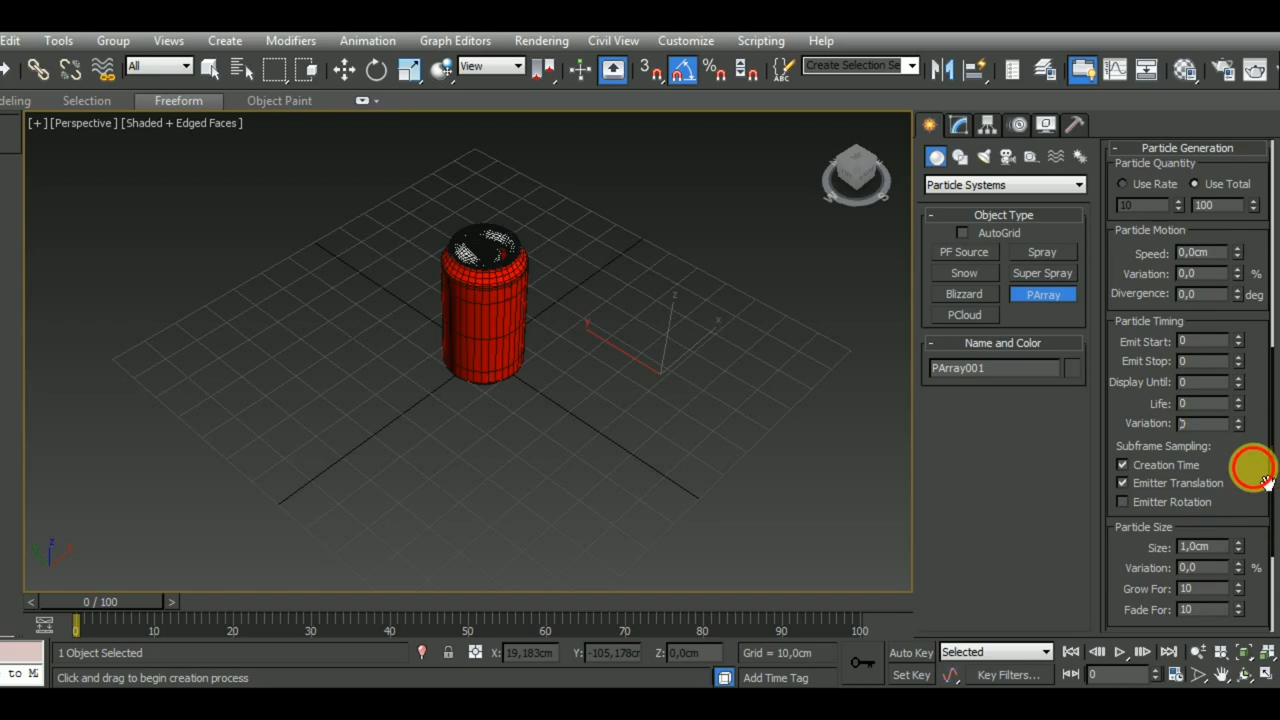 Edit Tools Group Views Create Modifiers Animation Graph Editors Rendering Civil View Customize Scripting Help
All View 3 % ABC Create Selection Se
deling Selection Freeform Object Paint
[+] [Perspective ] [Shaded + Edged Faces ]
Particle Systems
- Object Type
AutoGrid
PF Source Spray
Snow Super Spray
Blizzard PArray
PCloud
- Name and Color
PArray001
- Particle Generation
Particle Quantity
Use Rate Use Total
10 100
Particle Motion
Speed: 0,0cm
Variation: 0,0 %
Divergence: 0,0 deg
Particle Timing
Emit Start: 0
Emit Stop: 0
Display Until: 0
Life: 0
Variation: 0
Subframe Sampling:
Creation Time
Emitter Translation
Emitter Rotation
Particle Size
Size: 1,0cm
Variation: 0,0 %
Grow For: 10
Fade For: 10
z
x
y
z
< 0 / 100 >
0 10 20 30 40 50 60 70 80 90 100
1 Object Selected X: 19,183cm Y: -105,178cr Z: 0,0cm Grid = 10,0cm Auto Key Selected
to Mi Click and drag to begin creation process Add Time Tag Set Key Key Filters... 0